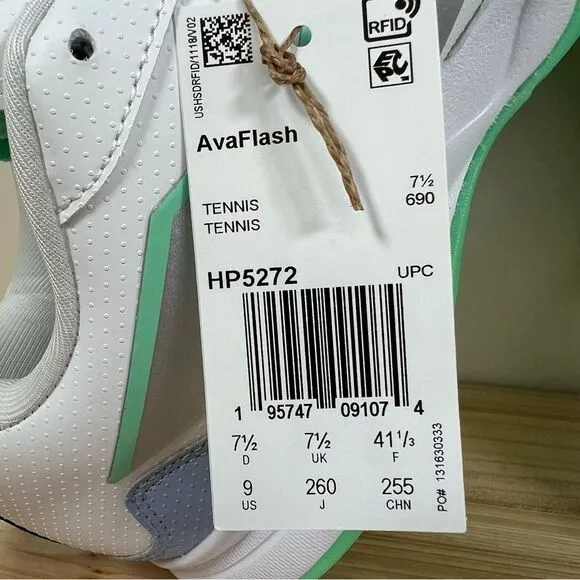 USHSDRFID/1118/V02
RFID
EPC
AvaFlash
7½
TENNIS 690
TENNIS
HP5272 UPC
1 95747 09107 4
7½ 7½ 41⅓
D UK F
9 260 255
US J CHN
PO# 131630333